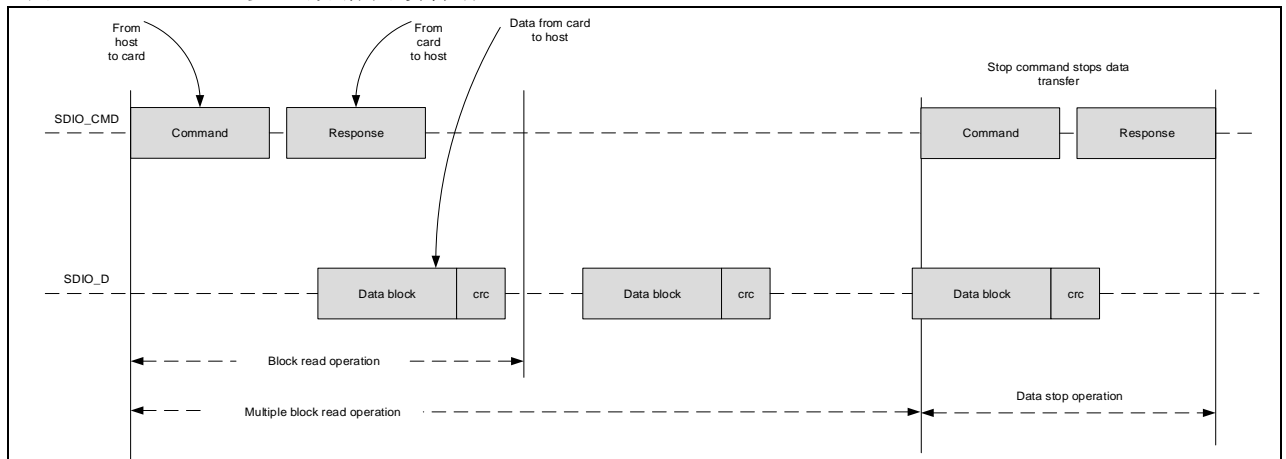 From
host
to card
From
card
to host
Data from card
to host
Stop command stops data
transfer
SDIO_CMD
Command
Response
Command
Response
SDIO_D
Data block
crc
Data block
crc
Data block
crc
Block read operation
Multiple block read operation
Data stop operation